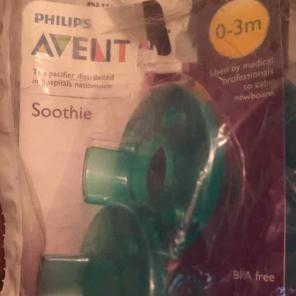 PHILIPS
AVENT
0-3m
The pacifier distributed
in hospitals nationwide
Used by medical
professionals
to calm
newborns
Soothie
BPA free